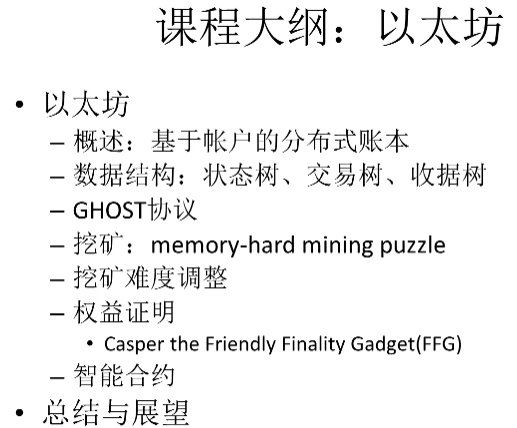 课程大纲：以太坊
• 以太坊
– 概述：基于帐户的分布式账本
– 数据结构：状态树、交易树、收据树
– GHOST协议
– 挖矿：memory-hard mining puzzle
– 挖矿难度调整
– 权益证明
• Casper the Friendly Finality Gadget(FFG)
– 智能合约
• 总结与展望